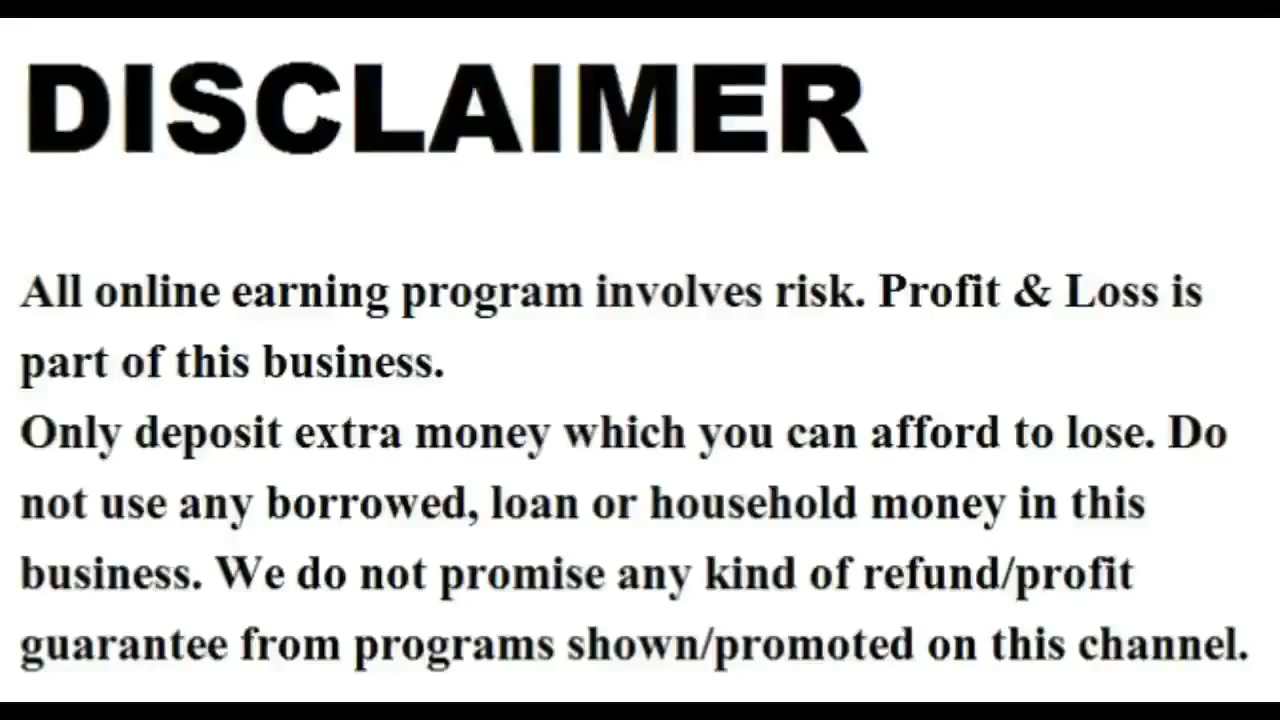 DISCLAIMER
All online earning program involves risk. Profit & Loss is
part of this business.
Only deposit extra money which you can afford to lose. Do
not use any borrowed, loan or household money in this
business. We do not promise any kind of refund/profit
guarantee from programs shown/promoted on this channel.